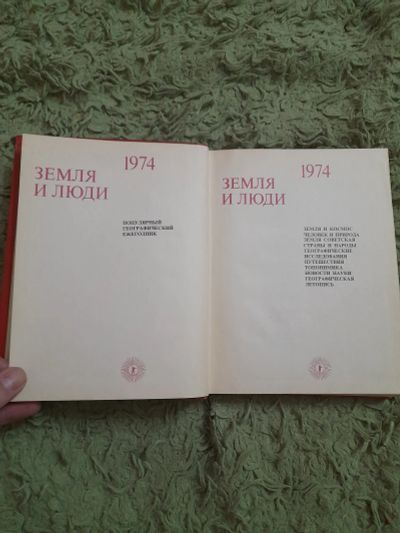 1974
ЗЕМЛЯ
И ЛЮДИ
ПОПУЛЯРНЫЙ
ГЕОГРАФИЧЕСКИЙ
ЕЖЕГОДНИК
1974
ЗЕМЛЯ
И ЛЮДИ
ЗЕМЛЯ И КОСМОС
ЧЕЛОВЕК И ПРИРОДА
ЗЕМЛЯ СОВЕТСКАЯ
СТРАНЫ И НАРОДЫ
ГЕОГРАФИЧЕСКИЕ
ИССЛЕДОВАНИЯ
ПУТЕШЕСТВИЯ
ТОПОНИМИКА
НОВОСТИ НАУКИ
ГЕОГРАФИЧЕСКАЯ
ЛЕТОПИСЬ